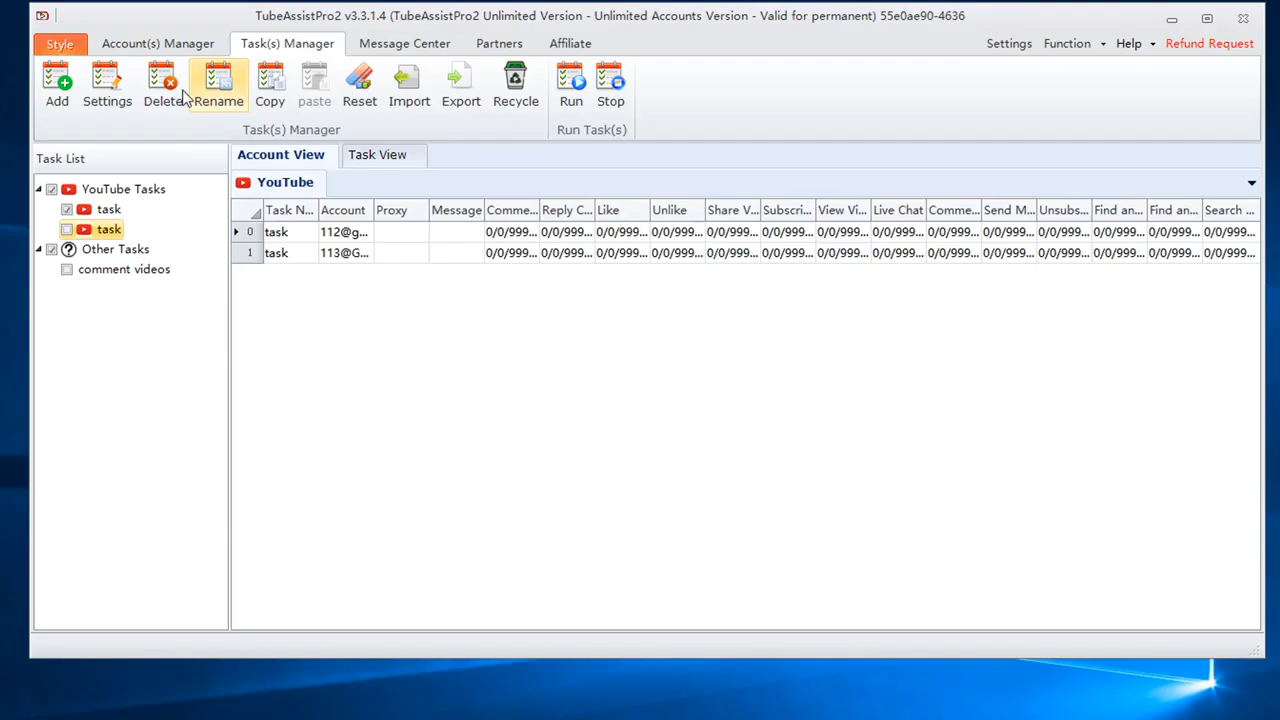 TubeAssistPro2 v3.3.1.4 (TubeAssistPro2 Unlimited Version - Unlimited Accounts Version - Valid for permanent) 55e0ae90-4636
Style Account(s) Manager Task(s) Manager Message Center Partners Affiliate Settings Function Help Refund Request
Add Settings Delete Rename Copy paste Reset Import Export Recycle Run Stop
Task(s) Manager Run Task(s)
Task List
Account View Task View
YouTube
YouTube Tasks
task
task
Other Tasks
comment videos
Task N... Account Proxy Message Comme... Reply C... Like Unlike Share V... Subscri... View Vi... Live Chat Comme... Send M... Unsubs... Find an... Find an... Search ...
0 task 112@g... 0/0/999... 0/0/999... 0/0/999... 0/0/999... 0/0/999... 0/0/999... 0/0/999... 0/0/999... 0/0/999... 0/0/999... 0/0/999... 0/0/999... 0/0/999... 0/0/999...
1 task 113@G... 0/0/999... 0/0/999... 0/0/999... 0/0/999... 0/0/999... 0/0/999... 0/0/999... 0/0/999... 0/0/999... 0/0/999... 0/0/999... 0/0/999... 0/0/999... 0/0/999...